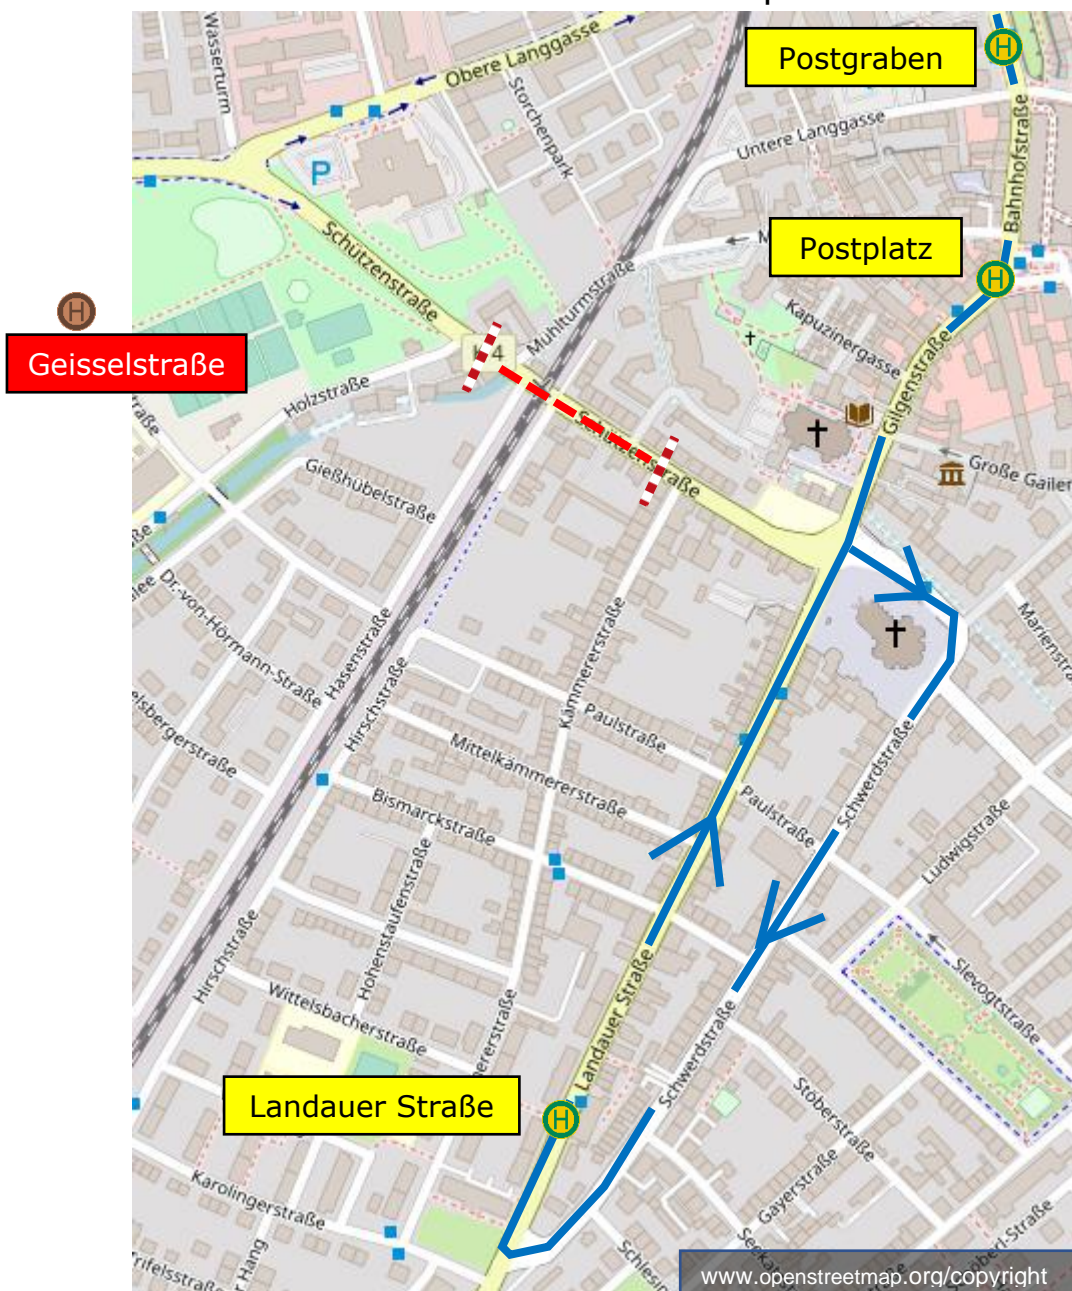 Postgraben
Wasserturm
Obere Langgasse
Storchenpark
Untere Langgasse
Bahnhofstraße
P
H
Postplatz
H
Schützenstraße
Mühlturmstraße
Kapuzinergasse
H
Geisselstraße
Holzstraße
Gilgenstraße
Schützenstraße
Große Gailer
Gießhübelstraße
Dr.-von-Hörmann-Straße
Hasenstraße
Hirschstraße
Kämmererstraße
Paulstraße
Mittelkämmererstraße
Bismarckstraße
Paulstraße
Schwerdstraße
Ludwigstraße
Hohenstaufenstraße
Hirschstraße
Slevogtstraße
Wittelsbacherstraße
Landauer Straße
Schwerdstraße
Stöberstraße
Landauer Straße
H
Gayerstraße
Karolingerstraße
www.openstreetmap.org/copyright